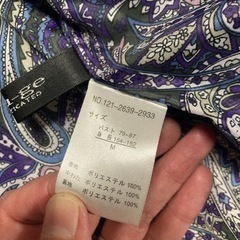 i-ge
ICATED
NO.121-2639-2933
サイズ
バスト 79-87
身長 154-162
M
表地 ポリエステル 100%
ポリエステル 100%
裏地 ポリエステル 100%